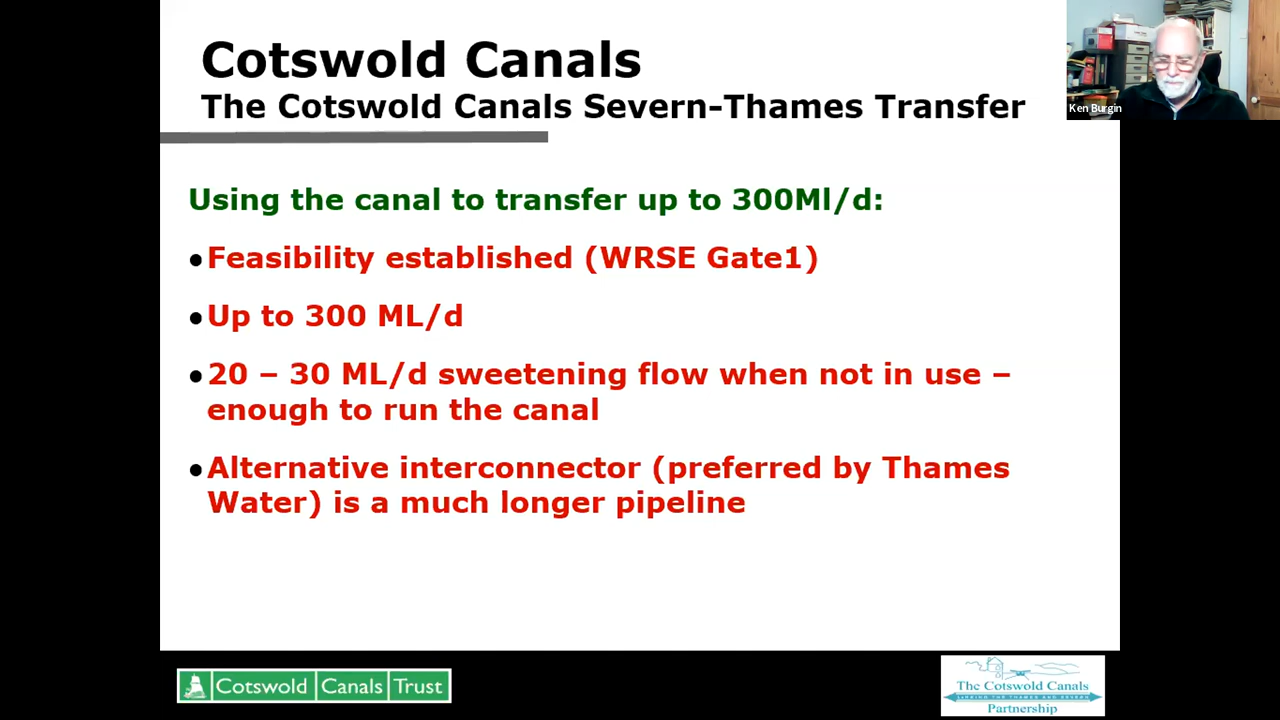 Cotswold Canals
The Cotswold Canals Severn-Thames Transfer
Ken Burgin
Using the canal to transfer up to 300Ml/d:
●Feasibility established (WRSE Gate1)
●Up to 300 ML/d
●20 – 30 ML/d sweetening flow when not in use –
enough to run the canal
●Alternative interconnector (preferred by Thames
Water) is a much longer pipeline
Cotswold Canals Trust
The Cotswold Canals
Partnership